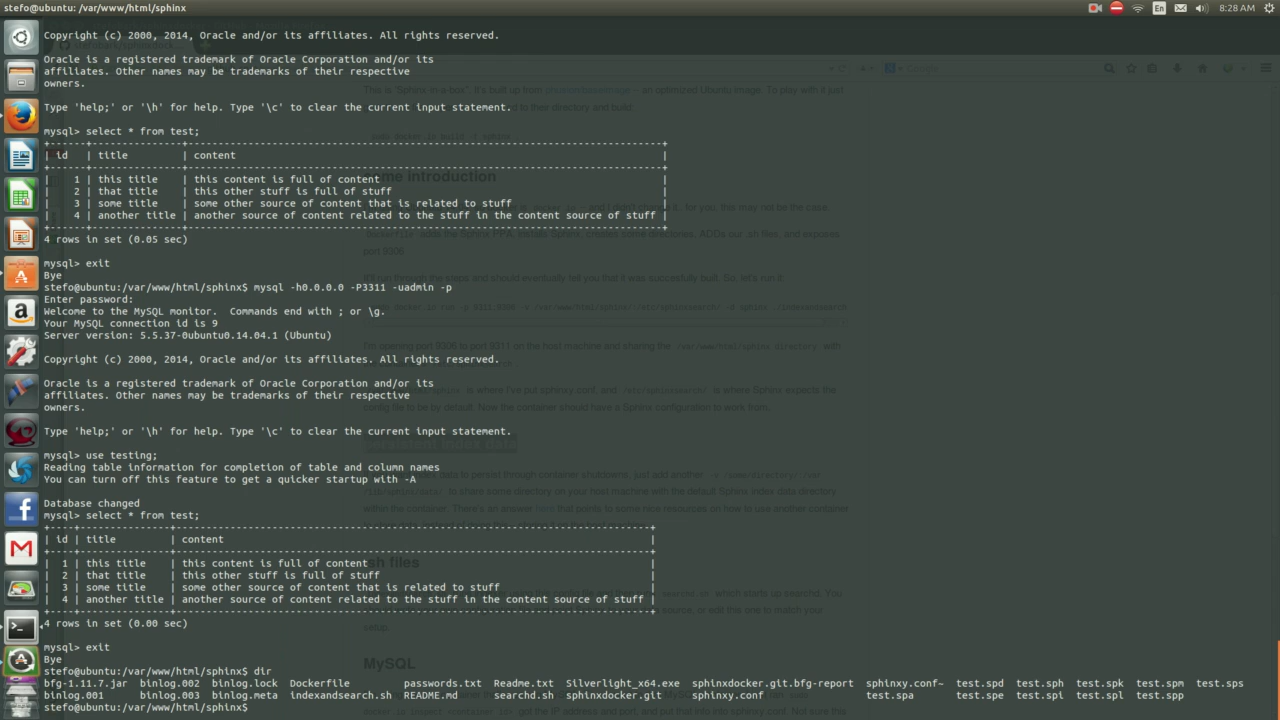 stefo@ubuntu: /var/www/html/sphinx
En
8:28 AM
Copyright (c) 2000, 2014, Oracle and/or its affiliates. All rights reserved.
Oracle is a registered trademark of Oracle Corporation and/or its
affiliates. Other names may be trademarks of their respective
owners.
Type 'help;' or '\h' for help. Type '\c' to clear the current input statement.
mysql> select * from test;
+----+---------------+-----------------------------------------------------------------------------+
| id | title | content |
+----+---------------+-----------------------------------------------------------------------------+
| 1 | this title | this content is full of content |
| 2 | that title | this other stuff is full of stuff |
| 3 | some title | some other source of content that is related to stuff |
| 4 | another title | another source of content related to the stuff in the content source of stuff |
+----+---------------+-----------------------------------------------------------------------------+
4 rows in set (0.05 sec)
mysql> exit
Bye
stefo@ubuntu:/var/www/html/sphinx$ mysql -h0.0.0.0 -P3311 -uadmin -p
Enter password:
Welcome to the MySQL monitor.  Commands end with ; or \g.
Your MySQL connection id is 9
Server version: 5.5.37-0ubuntu0.14.04.1 (Ubuntu)
Copyright (c) 2000, 2014, Oracle and/or its affiliates. All rights reserved.
Oracle is a registered trademark of Oracle Corporation and/or its
affiliates. Other names may be trademarks of their respective
owners.
Type 'help;' or '\h' for help. Type '\c' to clear the current input statement.
mysql> use testing;
Reading table information for completion of table and column names
You can turn off this feature to get a quicker startup with -A
Database changed
mysql> select * from test;
+----+---------------+-----------------------------------------------------------------------------+
| id | title | content |
+----+---------------+-----------------------------------------------------------------------------+
| 1 | this title | this content is full of content |
| 2 | that title | this other stuff is full of stuff |
| 3 | some title | some other source of content that is related to stuff |
| 4 | another title | another source of content related to the stuff in the content source of stuff |
+----+---------------+-----------------------------------------------------------------------------+
4 rows in set (0.00 sec)
mysql> exit
Bye
stefo@ubuntu:/var/www/html/sphinx$ dir
bfg-1.11.7.jar binlog.002 binlog.lock Dockerfile passwords.txt Readme.txt Silverlight_x64.exe sphinxdocker.git.bfg-report sphinxy.conf~ test.spd test.sph test.spk test.spm test.sps
binlog.001 binlog.003 binlog.meta indexandsearch.sh README.md searchd.sh sphinxdocker.git sphinxy.conf test.spa test.spe test.spi test.spl test.spp
stefo@ubuntu:/var/www/html/sphinx$